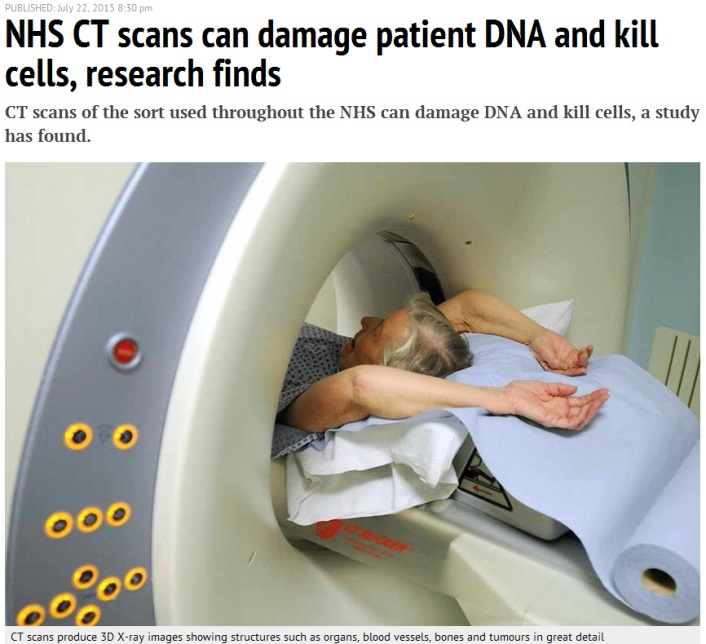 PUBLISHED: July 22, 2015 8:30 pm
NHS CT scans can damage patient DNA and kill
cells, research finds
CT scans of the sort used throughout the NHS can damage DNA and kill cells, a study
has found.
CT scans produce 3D X-ray images showing structures such as organs, blood vessels, bones and tumours in great detail